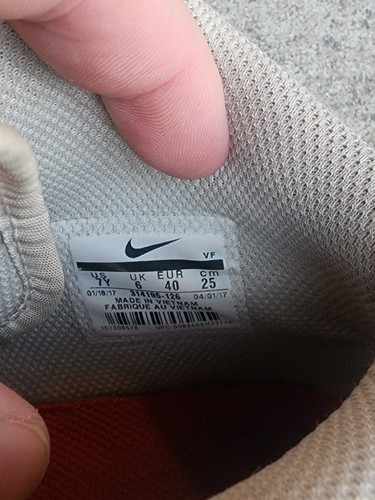 VF
US UK EUR cm
7Y 6 40 25
01/18/17 314195-126 04/01/17
MADE IN VIETNAM
FABRIQUE AU VIETNAM